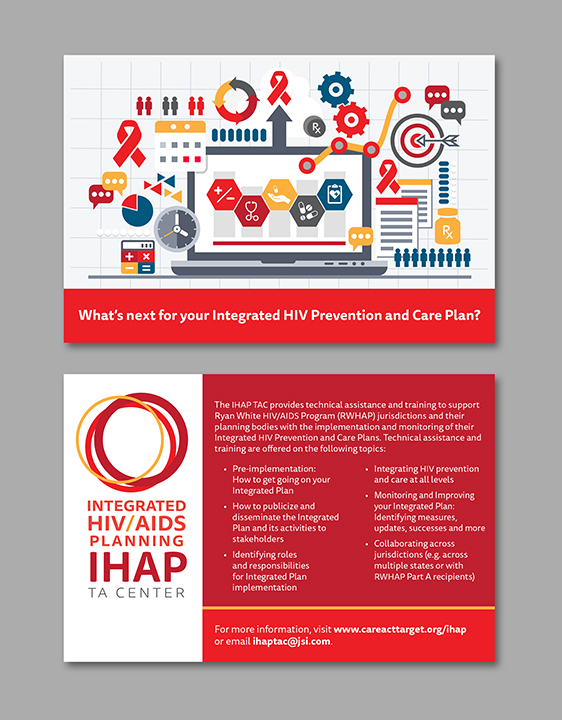 Rx
Rx
What's next for your Integrated HIV Prevention and Care Plan?
INTEGRATED
HIV/AIDS
PLANNING
IHAP
TA CENTER
The IHAP TAC provides technical assistance and training to support
Ryan White HIV/AIDS Program (RWHAP) jurisdictions and their
planning bodies with the implementation and monitoring of their
Integrated HIV Prevention and Care Plans. Technical assistance and
training are offered on the following topics:
• Pre-implementation:
How to get going on your
Integrated Plan
• How to publicize and
disseminate the Integrated
Plan and its activities to
stakeholders
• Identifying roles
and responsibilities
for Integrated Plan
implementation
• Integrating HIV prevention
and care at all levels
• Monitoring and Improving
your Integrated Plan:
Identifying measures,
updates, successes and more
• Collaborating across
jurisdictions (e.g. across
multiple states or with
RWHAP Part A recipients)
For more information, visit www.careacttarget.org/ihap
or email ihaptac@jsi.com.